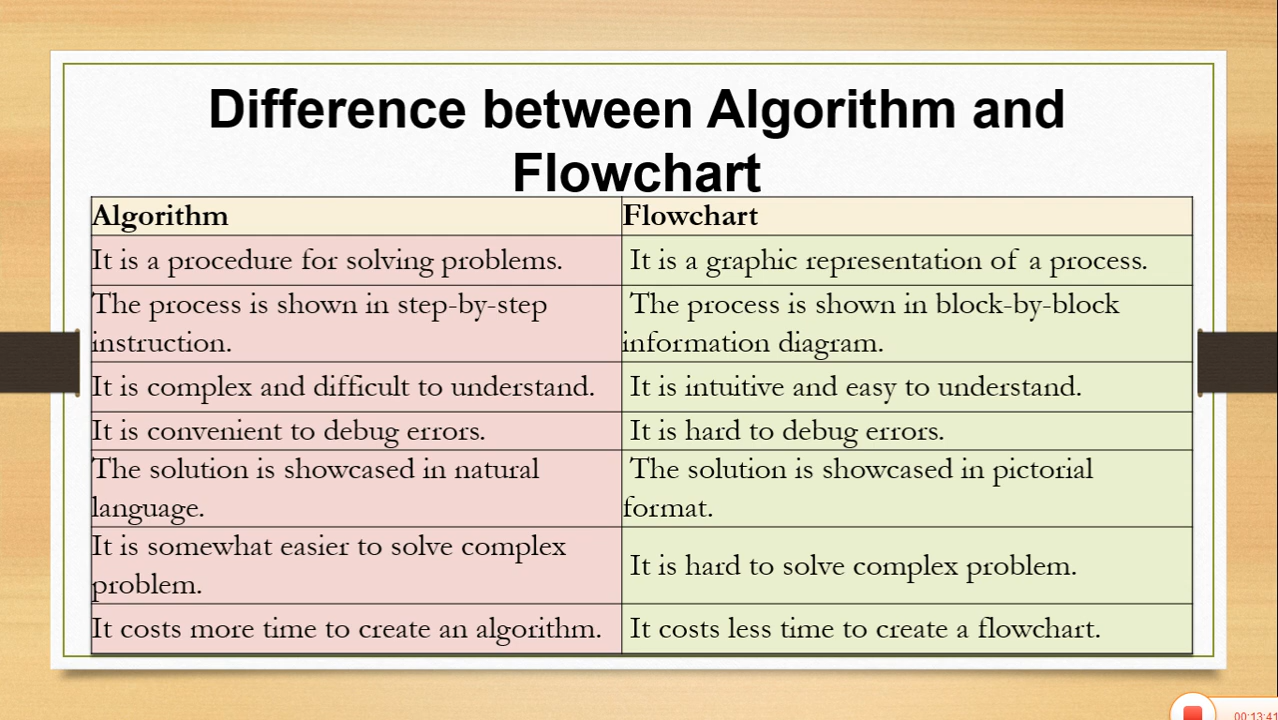 Difference between Algorithm and
Flowchart
Algorithm Flowchart
It is a procedure for solving problems. It is a graphic representation of a process.
The process is shown in step-by-step
instruction.
The process is shown in block-by-block
information diagram.
It is complex and difficult to understand. It is intuitive and easy to understand.
It is convenient to debug errors. It is hard to debug errors.
The solution is showcased in natural
language.
The solution is showcased in pictorial
format.
It is somewhat easier to solve complex
problem.
It is hard to solve complex problem.
It costs more time to create an algorithm. It costs less time to create a flowchart.
00:13:41